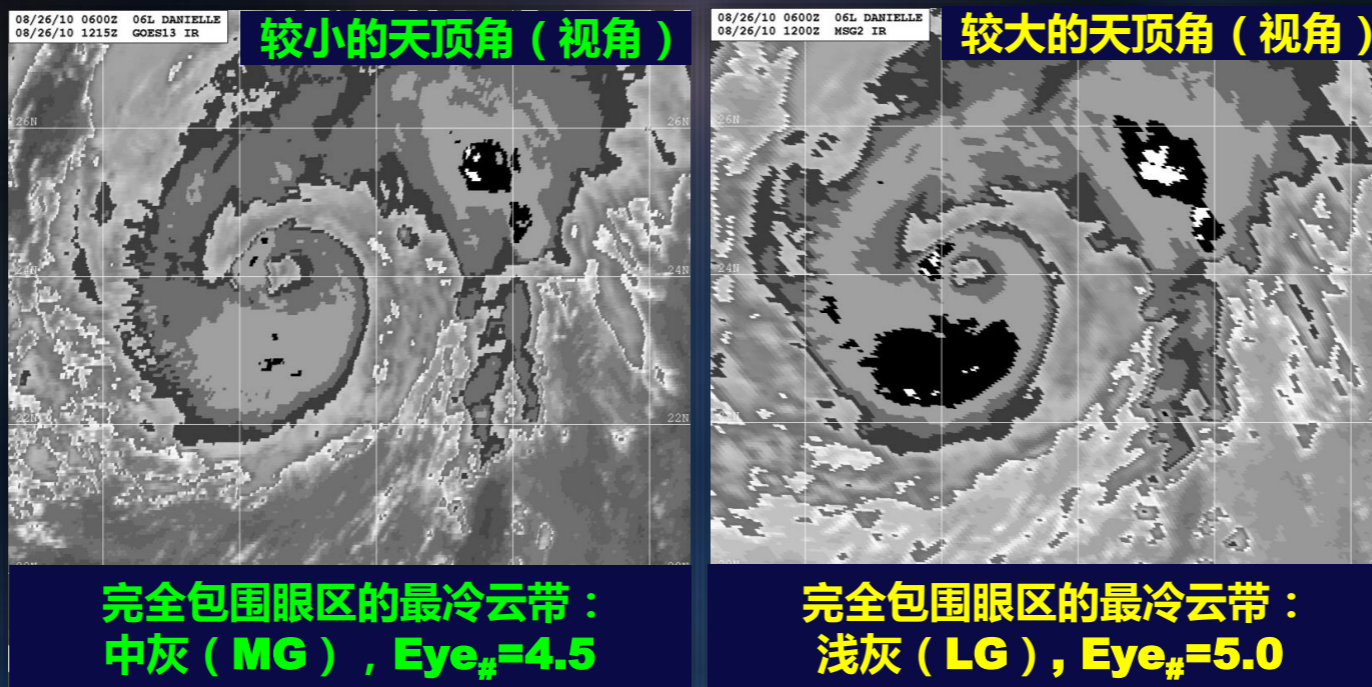 08/26/10 0600Z 06L DANIELLE
08/26/10 1215Z GOES13 IR
较小的天顶角（视角）
26N
26N
24N
24N
22N
22N
完全包围眼区的最冷云带：
中灰（MG）, Eye#=4.5
08/26/10 0600Z 06L DANIELLE
08/26/10 1200Z MSG2 IR
较大的天顶角（视角）
26N
26N
24N
24N
22N
完全包围眼区的最冷云带：
浅灰（LG）, Eye#=5.0